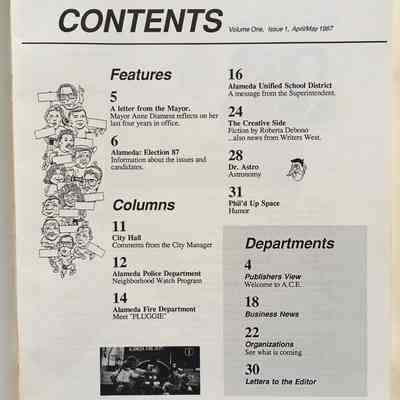 CONTENTS
Volume One, Issue 1, April/May 1987
Features
5
A letter from the Mayor.
Mayor Anne Diament reflects on her
last four years in office.
6
Alameda: Election 87
Information about the issues and
candidates.
Columns
11
City Hall
Comments from the City Manager
12
Alameda Police Department
Neighborhood Watch Program
14
Alameda Fire Department
Meet "PLUGGIE"
16
Alameda Unified School District
A message from the Superintendent.
24
The Creative Side
Fiction by Roberta Debono
...also news from Writers West.
28
Dr. Astro
Astronomy
31
Phil'd Up Space
Humor
Departments
4
Publishers View
Welcome to A.C.E.
18
Business News
22
Organizations
See what is coming
30
Letters to the Editor